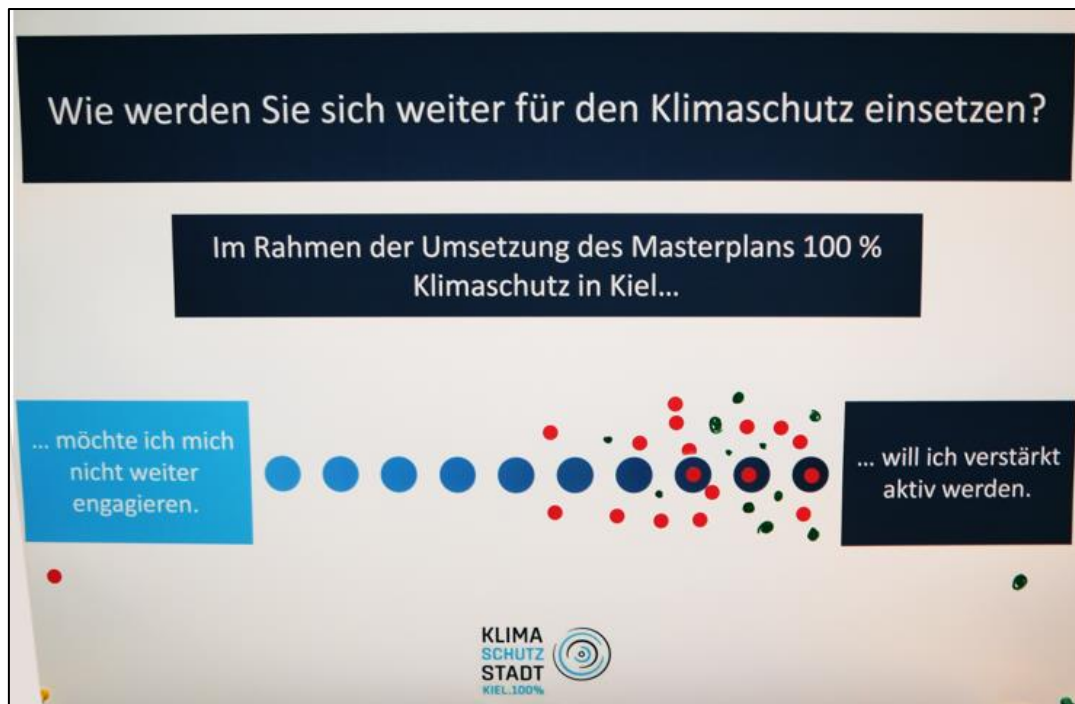 Wie werden Sie sich weiter für den Klimaschutz einsetzen?
Im Rahmen der Umsetzung des Masterplans 100 %
Klimaschutz in Kiel...
... möchte ich mich
nicht weiter
engagieren.
... will ich verstärkt
aktiv werden.
KLIMA
SCHUTZ
STADT
KIEL.100%